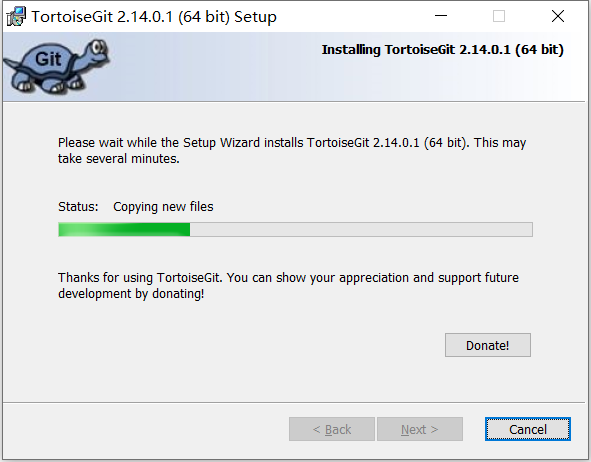 TortoiseGit 2.14.0.1 (64 bit) Setup
Git
Installing TortoiseGit 2.14.0.1 (64 bit)
Please wait while the Setup Wizard installs TortoiseGit 2.14.0.1 (64 bit). This may
take several minutes.
Status: Copying new files
Thanks for using TortoiseGit. You can show your appreciation and support future
development by donating!
Donate!
< Back Next > Cancel